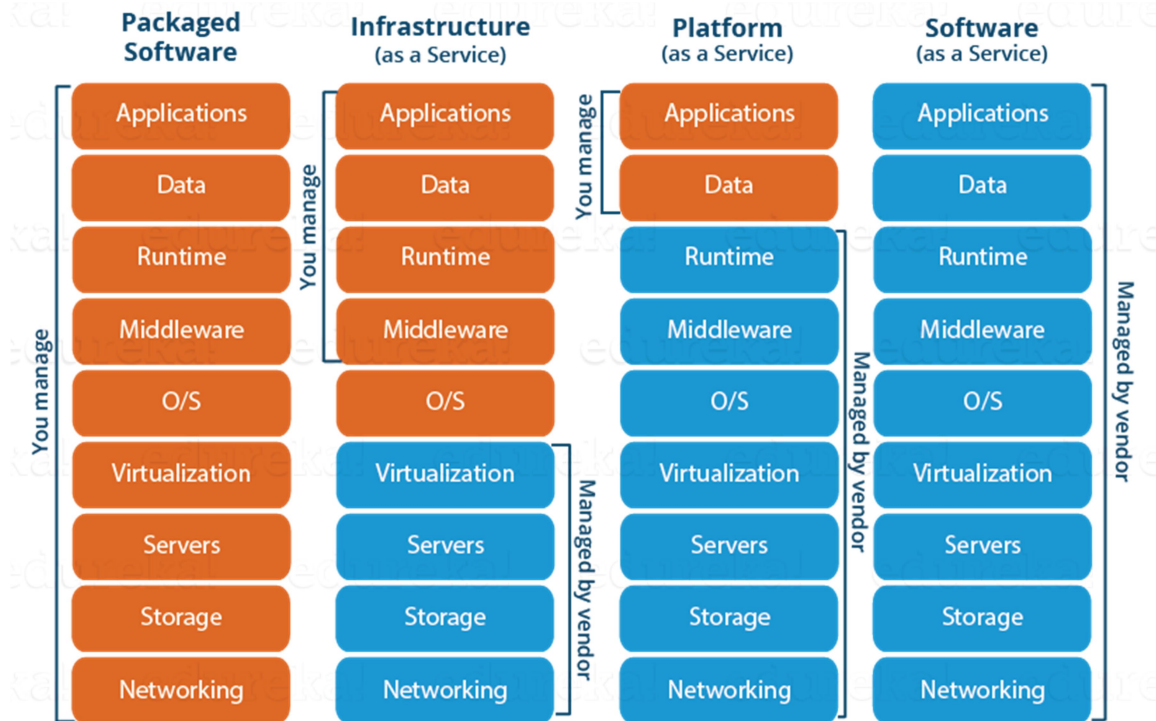 Packaged
Software
You manage
Applications
Data
Runtime
Middleware
O/S
Virtualization
Servers
Storage
Networking
Infrastructure
(as a Service)
You manage
Applications
Data
Runtime
Middleware
O/S
Virtualization
Servers
Storage
Networking
Managed by vendor
Platform
(as a Service)
You manage
Applications
Data
Runtime
Middleware
O/S
Virtualization
Servers
Storage
Networking
Managed by vendor
Software
(as a Service)
Applications
Data
Runtime
Middleware
O/S
Virtualization
Servers
Storage
Networking
Managed by vendor
edureka!